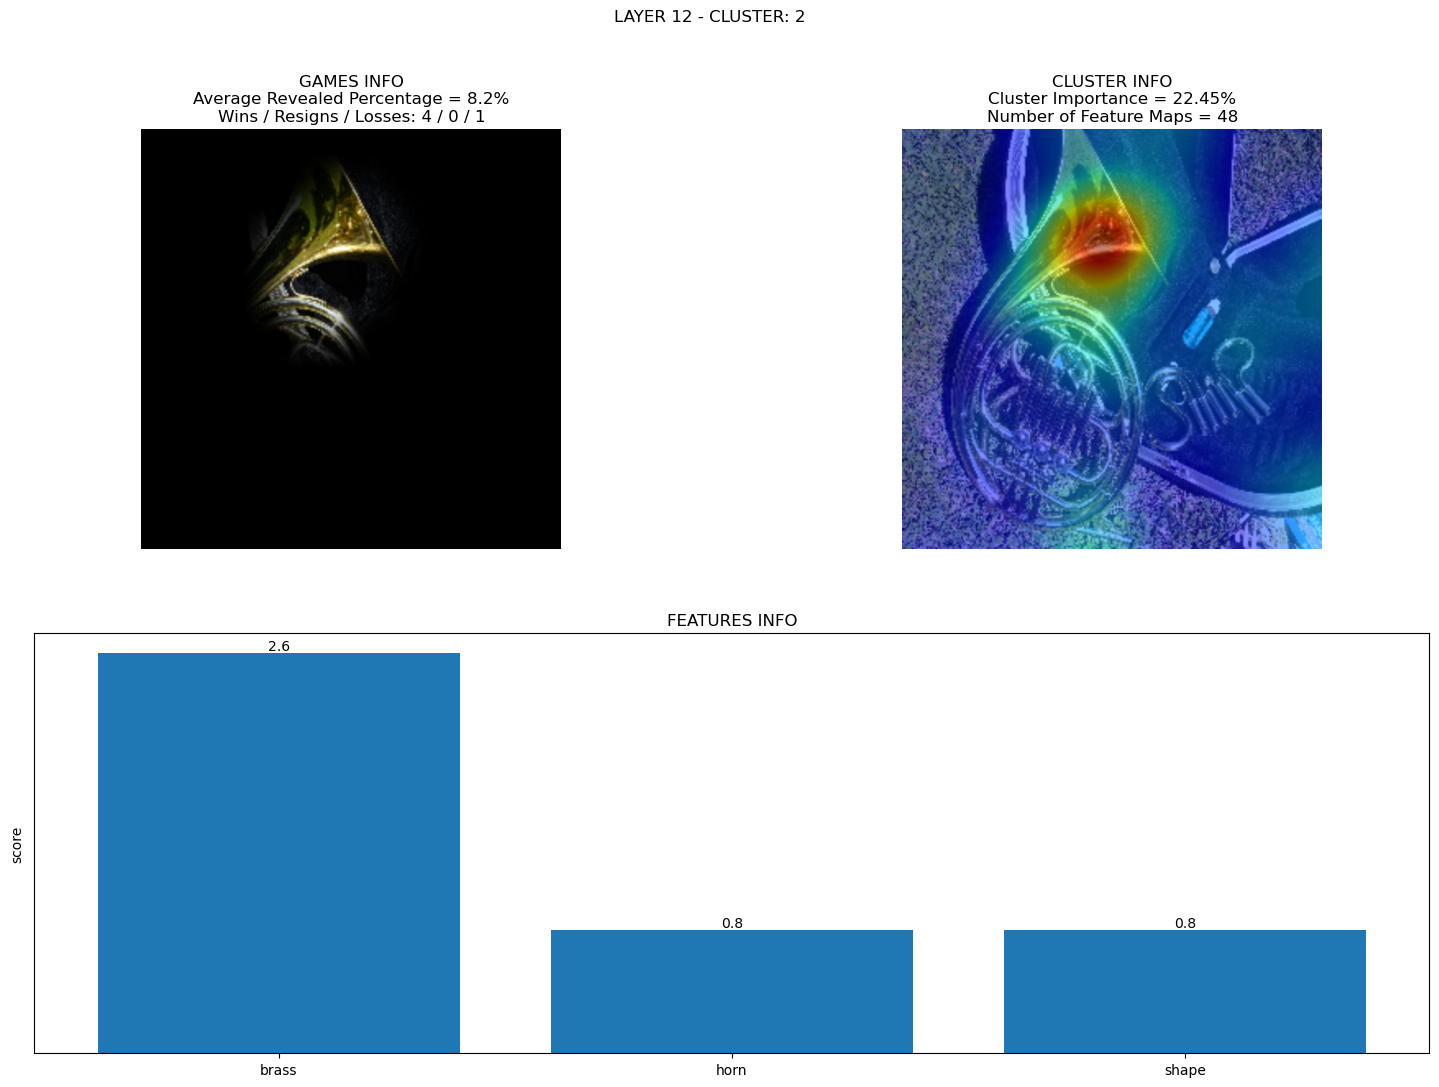 LAYER 12 - CLUSTER: 2
GAMES INFO
Average Revealed Percentage = 8.2%
Wins / Resigns / Losses: 4 / 0 / 1
CLUSTER INFO
Cluster Importance = 22.45%
Number of Feature Maps = 48
FEATURES INFO
score
2.6
0.8
0.8
brass
horn
shape